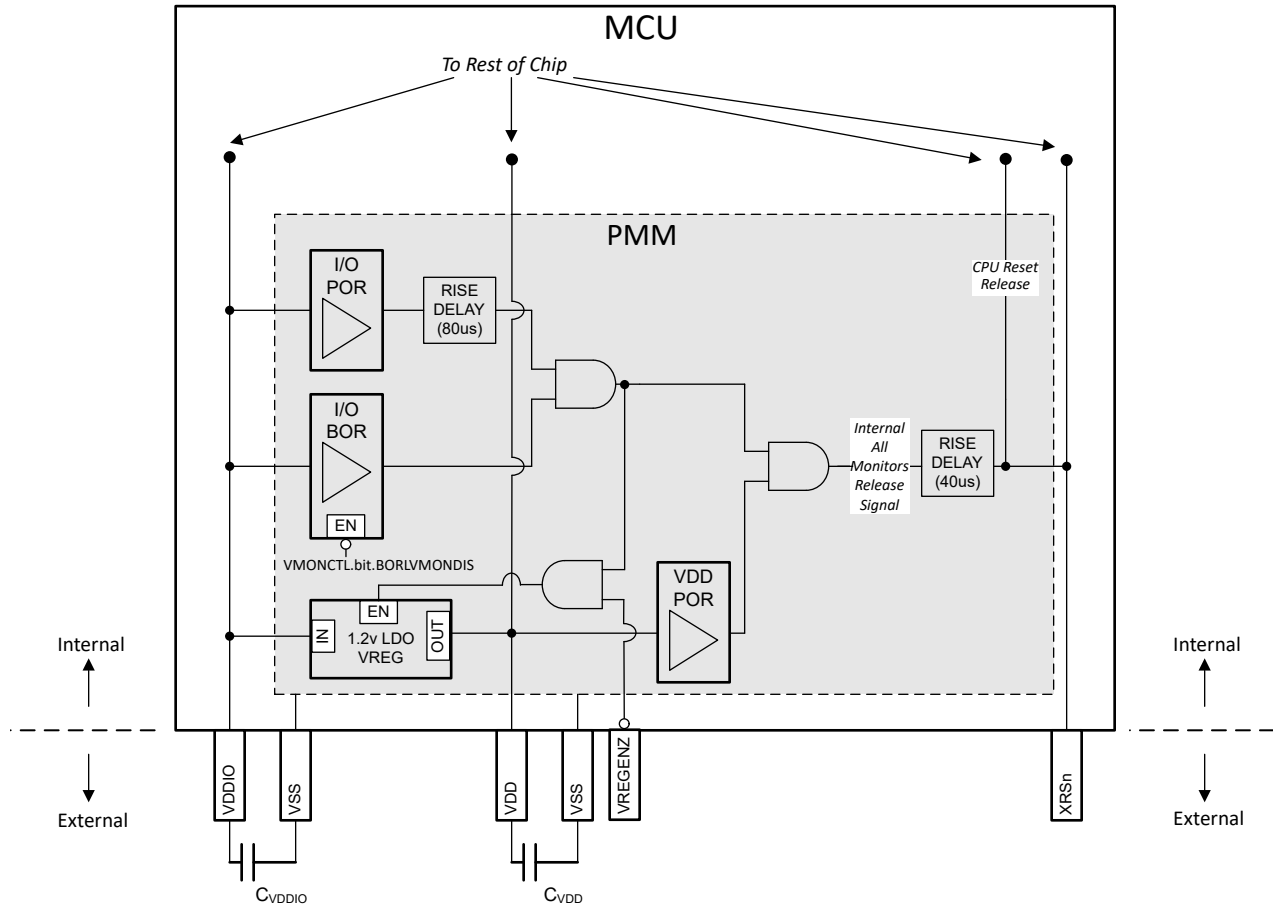 MCU
To Rest of Chip
PMM
I/O
POR
RISE
DELAY
(80us)
CPU Reset
Release
I/O
BOR
EN
VMONCTL.bit.BORLVMONDIS
Internal
All
Monitors
Release
Signal
RISE
DELAY
(40us)
EN
IN
1.2v LDO
VREG
OUT
VDD
POR
Internal
External
Internal
External
VDDIO
VSS
VDD
VSS
VREGENZ
XRSn
CVDDIO
CVDD